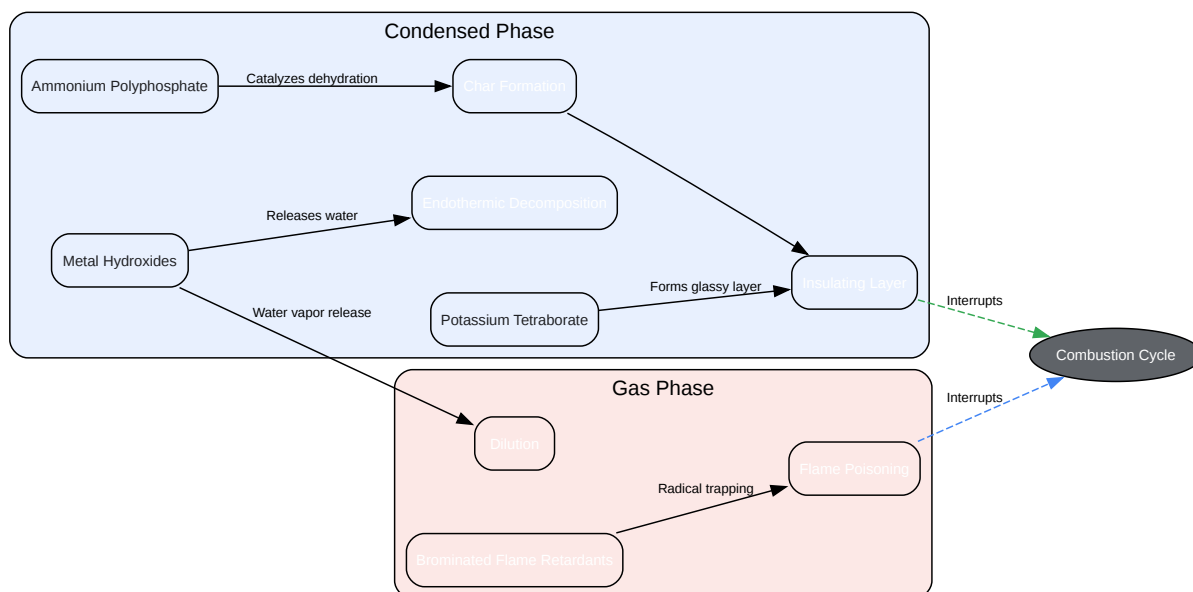 Condensed Phase
Ammonium Polyphosphate
Catalyzes dehydration
Char Formation
Endothermic Decomposition
Releases water
Metal Hydroxides
Insulating Layer
Forms glassy layer
Potassium Tetraborate
Water vapor release
Interrupts
Combustion Cycle
Interrupts
Gas Phase
Dilution
Flame Poisoning
Radical trapping
Brominated Flame Retardants